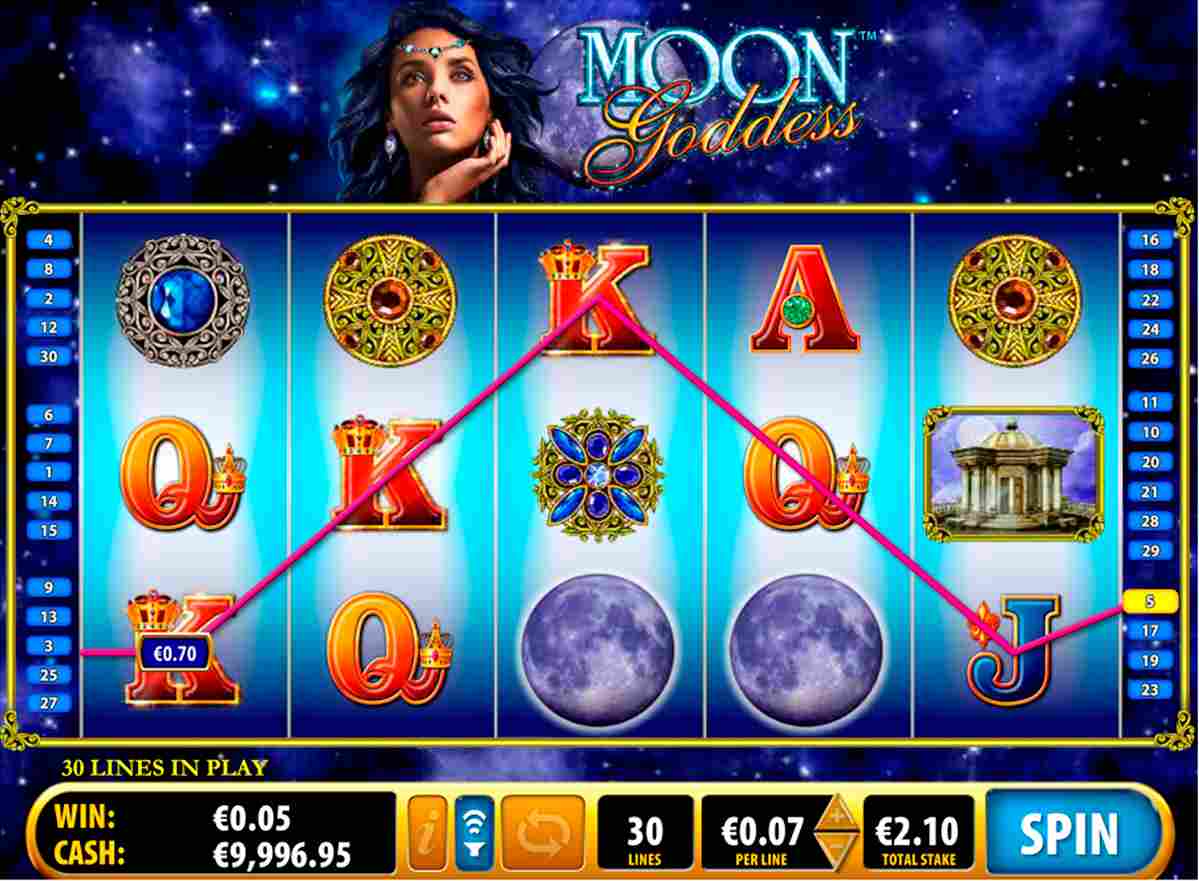 MOON™
Goddess
4
8
2
12
30
6
7
1
14
15
9
13
3
25
27
K
A
Q
K
Q
K
€0.70
Q
J
16
18
22
24
26
11
10
20
21
28
29
5
17
19
23
30 LINES IN PLAY
WIN: €0.05
CASH: €9,996.95
i
30
LINES
€0.07
PER LINE
+
-
€2.10
TOTAL STAKE
SPIN